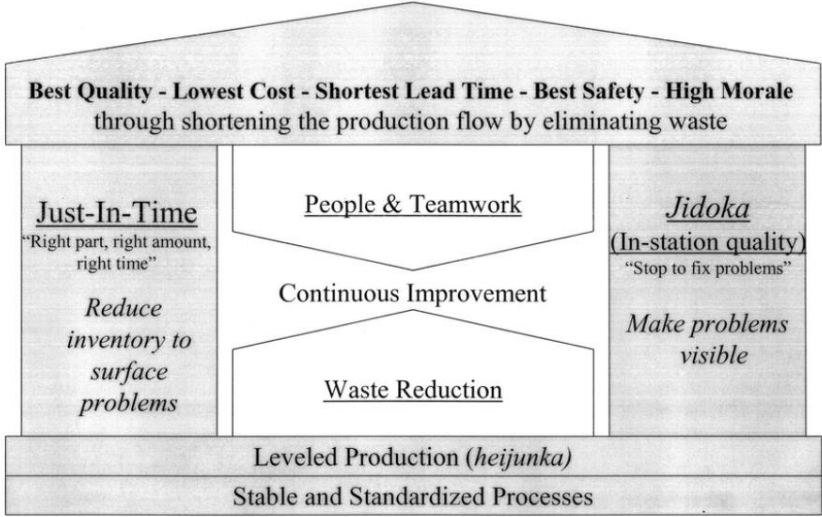 Best Quality - Lowest Cost - Shortest Lead Time - Best Safety - High Morale
through shortening the production flow by eliminating waste
Just-In-Time
“Right part, right amount,
right time”
Reduce
inventory to
surface
problems
People & Teamwork
Continuous Improvement
Waste Reduction
Jidoka
(In-station quality)
“Stop to fix problems”
Make problems
visible
Leveled Production (heijunka)
Stable and Standardized Processes